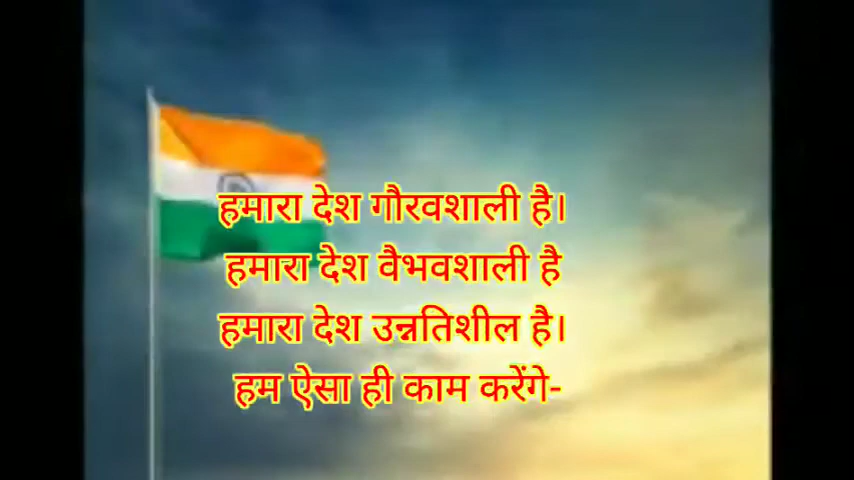 हमारा देश गौरवशाली है।
हमारा देश वैभवशाली है
हमारा देश उन्नतिशील है।
हम ऐसा ही काम करेंगे-